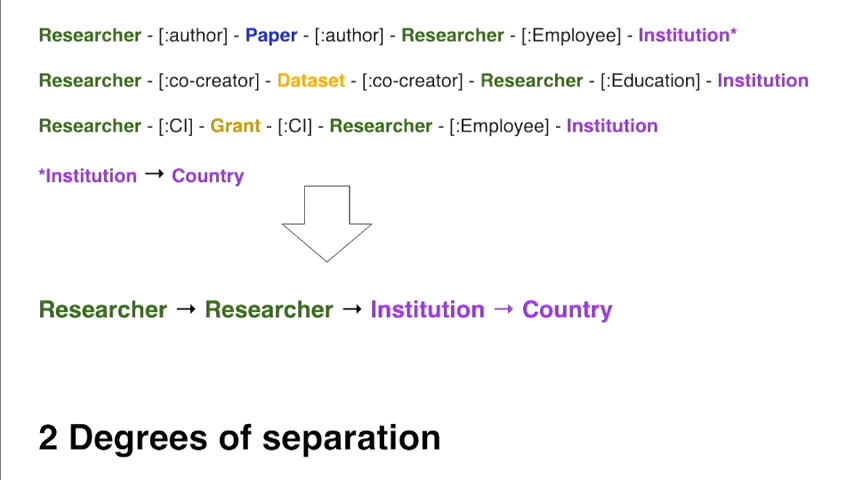 Researcher - [:author] - Paper - [:author] - Researcher - [:Employee] - Institution*
Researcher - [:co-creator] - Dataset - [:co-creator] - Researcher - [:Education] - Institution
Researcher - [:CI] - Grant - [:CI] - Researcher - [:Employee] - Institution
*Institution → Country
Researcher → Researcher → Institution → Country
2 Degrees of separation